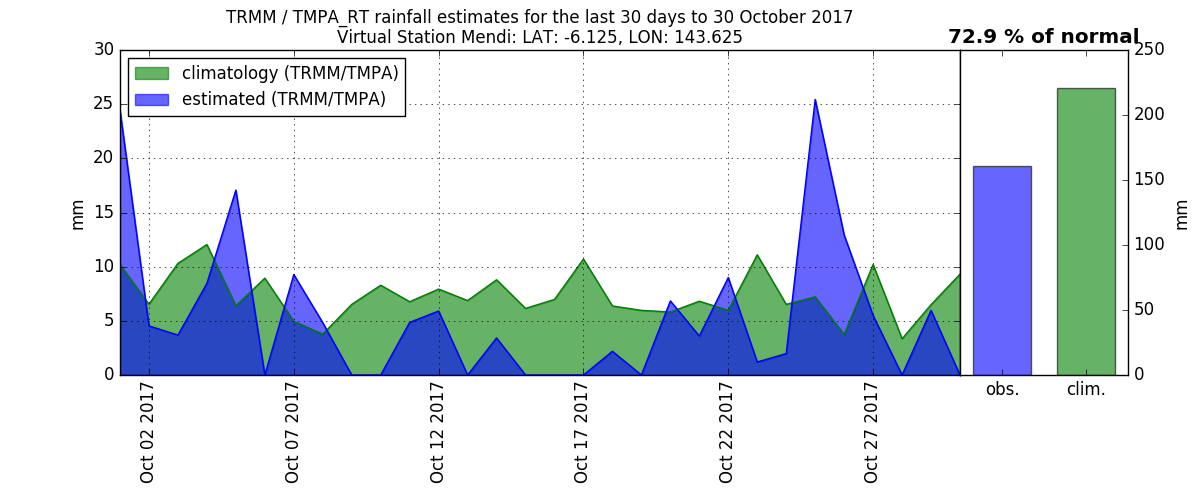 TRMM / TMPA_RT rainfall estimates for the last 30 days to 30 October 2017
Virtual Station Mendi: LAT: -6.125, LON: 143.625
72.9 % of normal
climatology (TRMM/TMPA)
estimated (TRMM/TMPA)
mm
30
25
20
15
10
5
0
Oct 02 2017
Oct 07 2017
Oct 12 2017
Oct 17 2017
Oct 22 2017
Oct 27 2017
obs.
clim.
250
200
150
100
50
0
mm